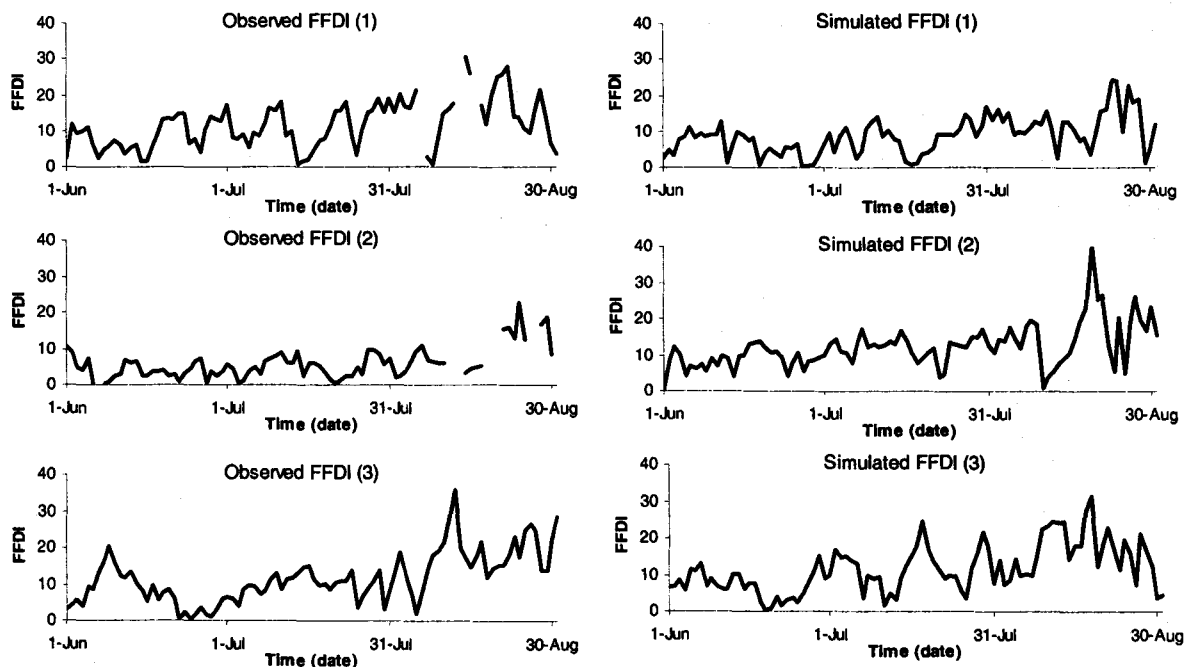 Observed FFDI (1)
40
30
20
10
0
FFDI
1-Jun
1-Jul
31-Jul
30-Aug
Time (date)
Simulated FFDI (1)
40
30
20
10
0
FFDI
1-Jun
1-Jul
31-Jul
30-Aug
Time (date)
Observed FFDI (2)
40
30
20
10
0
FFDI
1-Jun
1-Jul
31-Jul
30-Aug
Time (date)
Simulated FFDI (2)
40
30
20
10
0
FFDI
1-Jun
1-Jul
31-Jul
30-Aug
Time (date)
Observed FFDI (3)
40
30
20
10
0
FFDI
1-Jun
1-Jul
31-Jul
30-Aug
Time (date)
Simulated FFDI (3)
40
30
20
10
0
FFDI
1-Jun
1-Jul
31-Jul
30-Aug
Time (date)